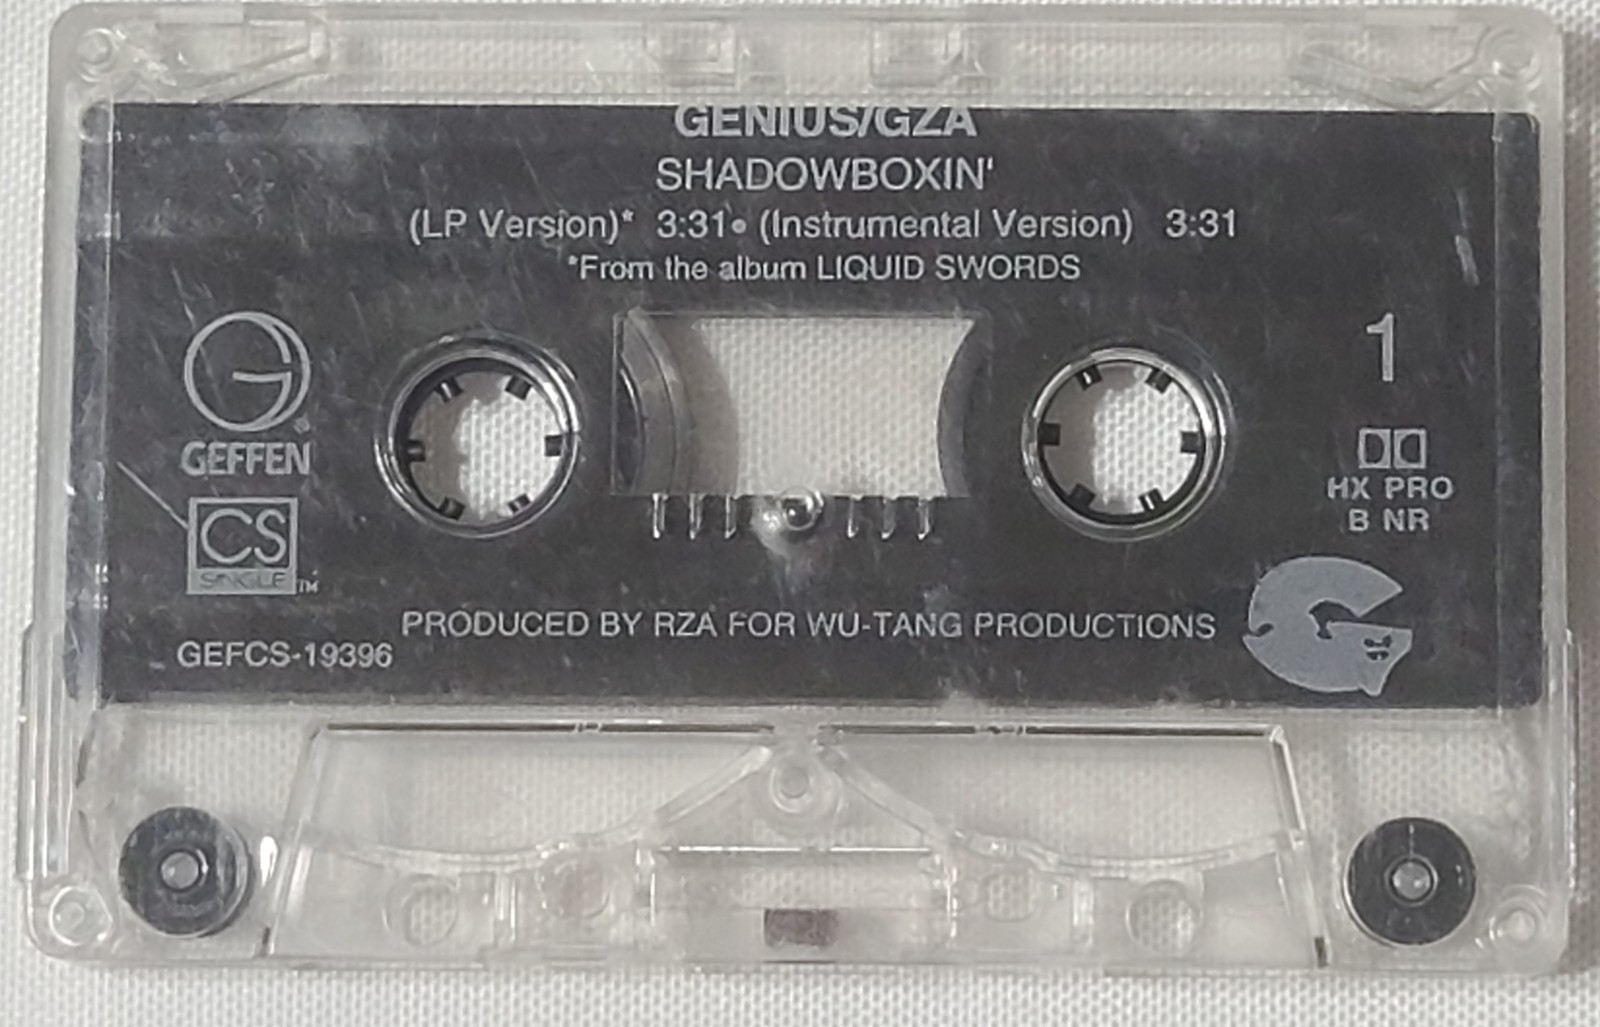 GENIUS/GZA
SHADOWBOXIN'
(LP Version)* 3:31• (Instrumental Version) 3:31
*From the album LIQUID SWORDS
1
G
®
GEFFEN
HX PRO
B NR
CS
SINGLE ™
PRODUCED BY RZA FOR WU-TANG PRODUCTIONS
GEFCS-19396
G